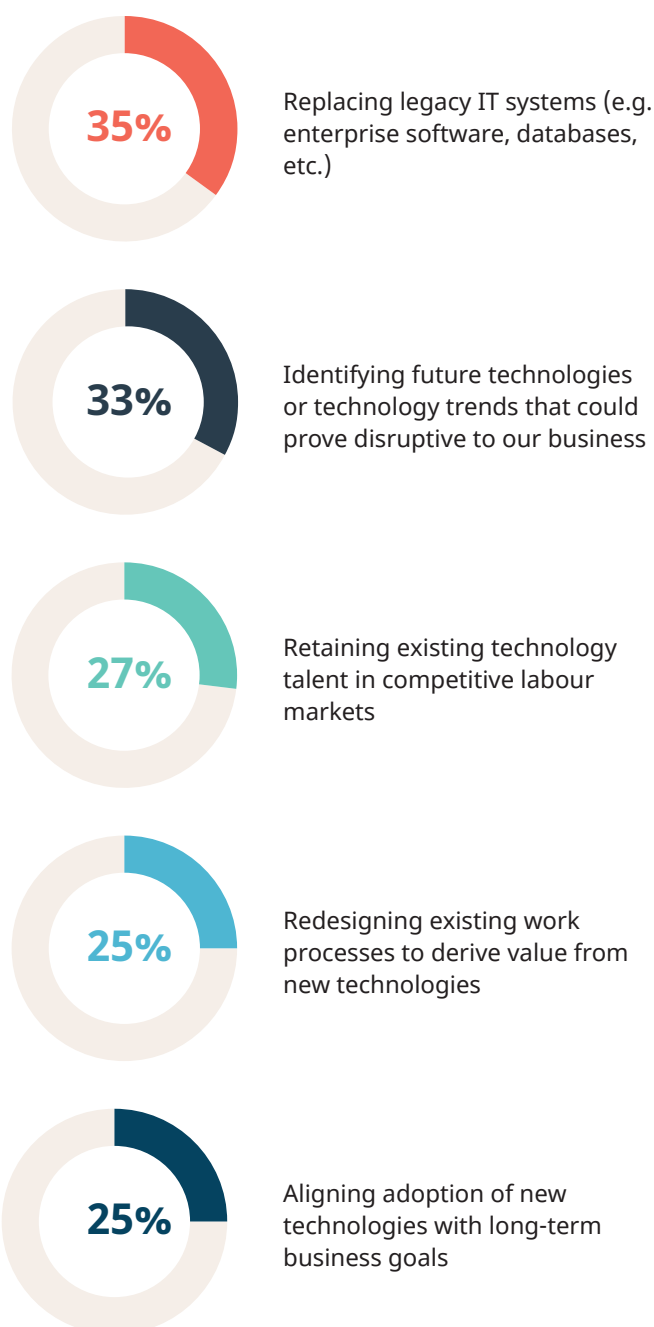 35%
Replacing legacy IT systems (e.g.
enterprise software, databases,
etc.)
33%
Identifying future technologies
or technology trends that could
prove disruptive to our business
27%
Retaining existing technology
talent in competitive labour
markets
25%
Redesigning existing work
processes to derive value from
new technologies
25%
Aligning adoption of new
technologies with long-term
business goals